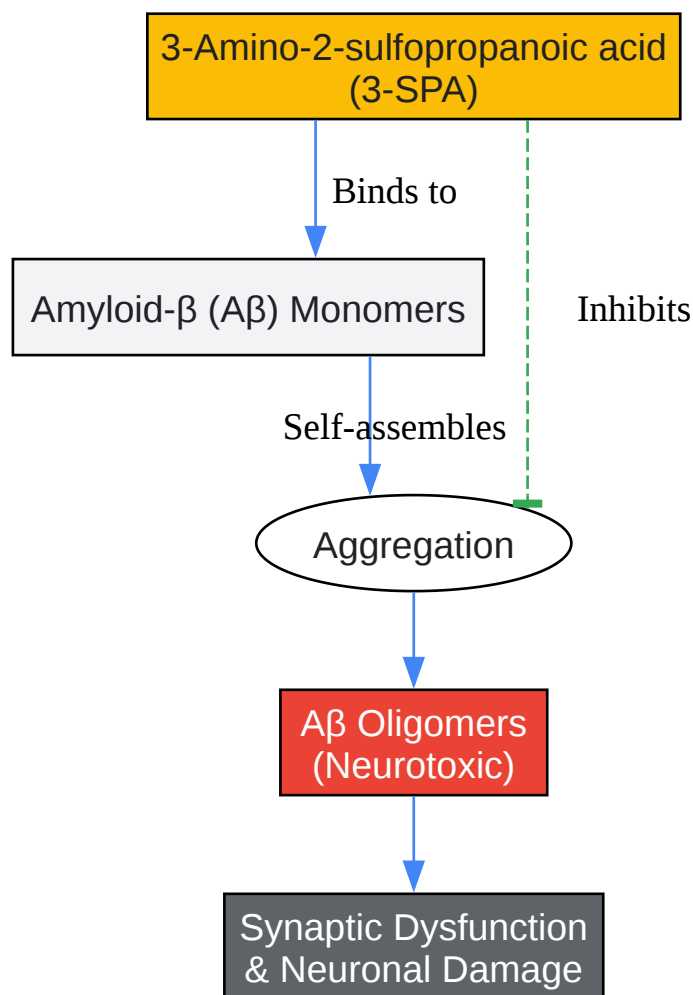 3-Amino-2-sulfopropanoic acid
(3-SPA)
Binds to
Amyloid-β (Aβ) Monomers
Inhibits
Self-assembles
Aggregation
Aβ Oligomers
(Neurotoxic)
Synaptic Dysfunction
& Neuronal Damage